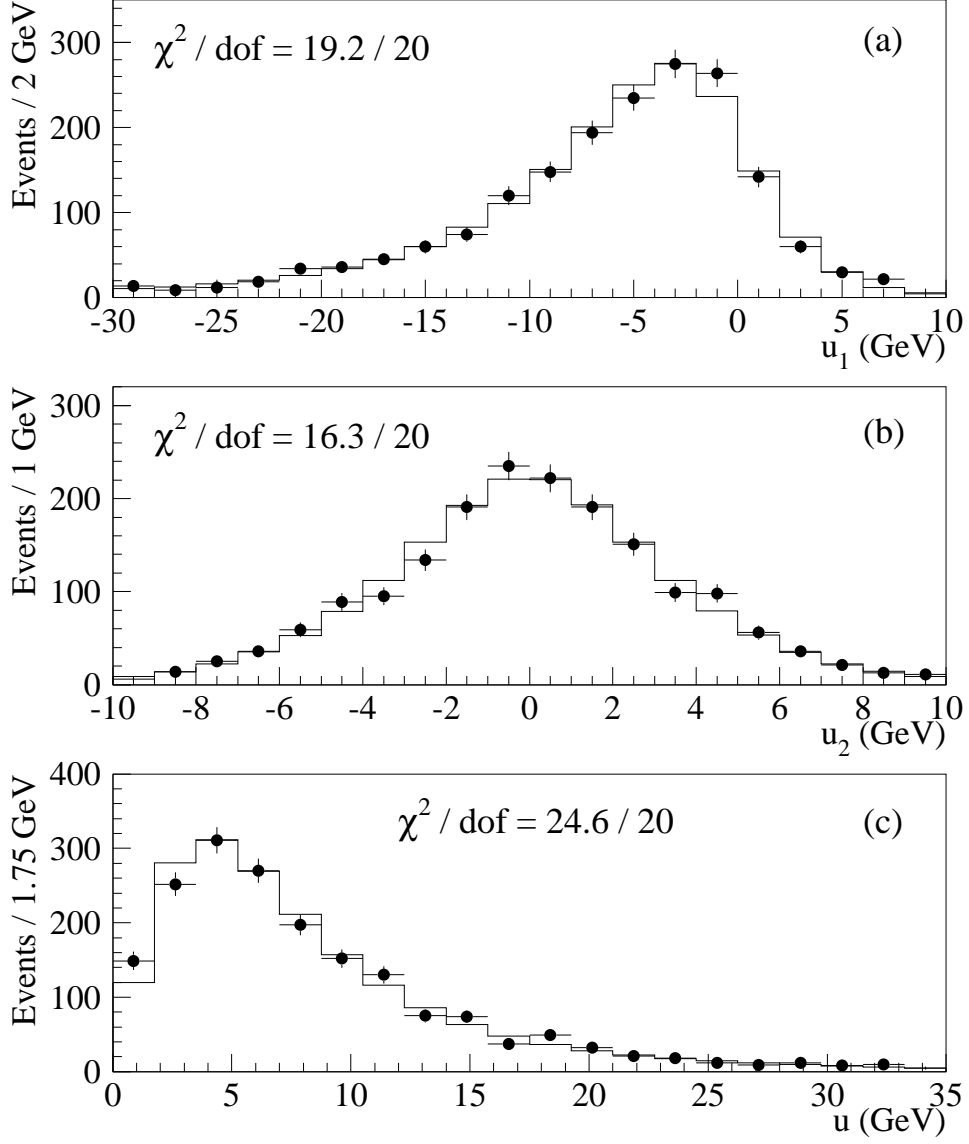 Events / 2 GeV
300
200
100
0
χ² / dof = 19.2 / 20
(a)
-30 -25 -20 -15 -10 -5 0 5 10
u₁ (GeV)
Events / 1 GeV
300
200
100
0
χ² / dof = 16.3 / 20
(b)
-10 -8 -6 -4 -2 0 2 4 6 8 10
u₂ (GeV)
Events / 1.75 GeV
400
300
200
100
0
χ² / dof = 24.6 / 20
(c)
0 5 10 15 20 25 30 35
u (GeV)